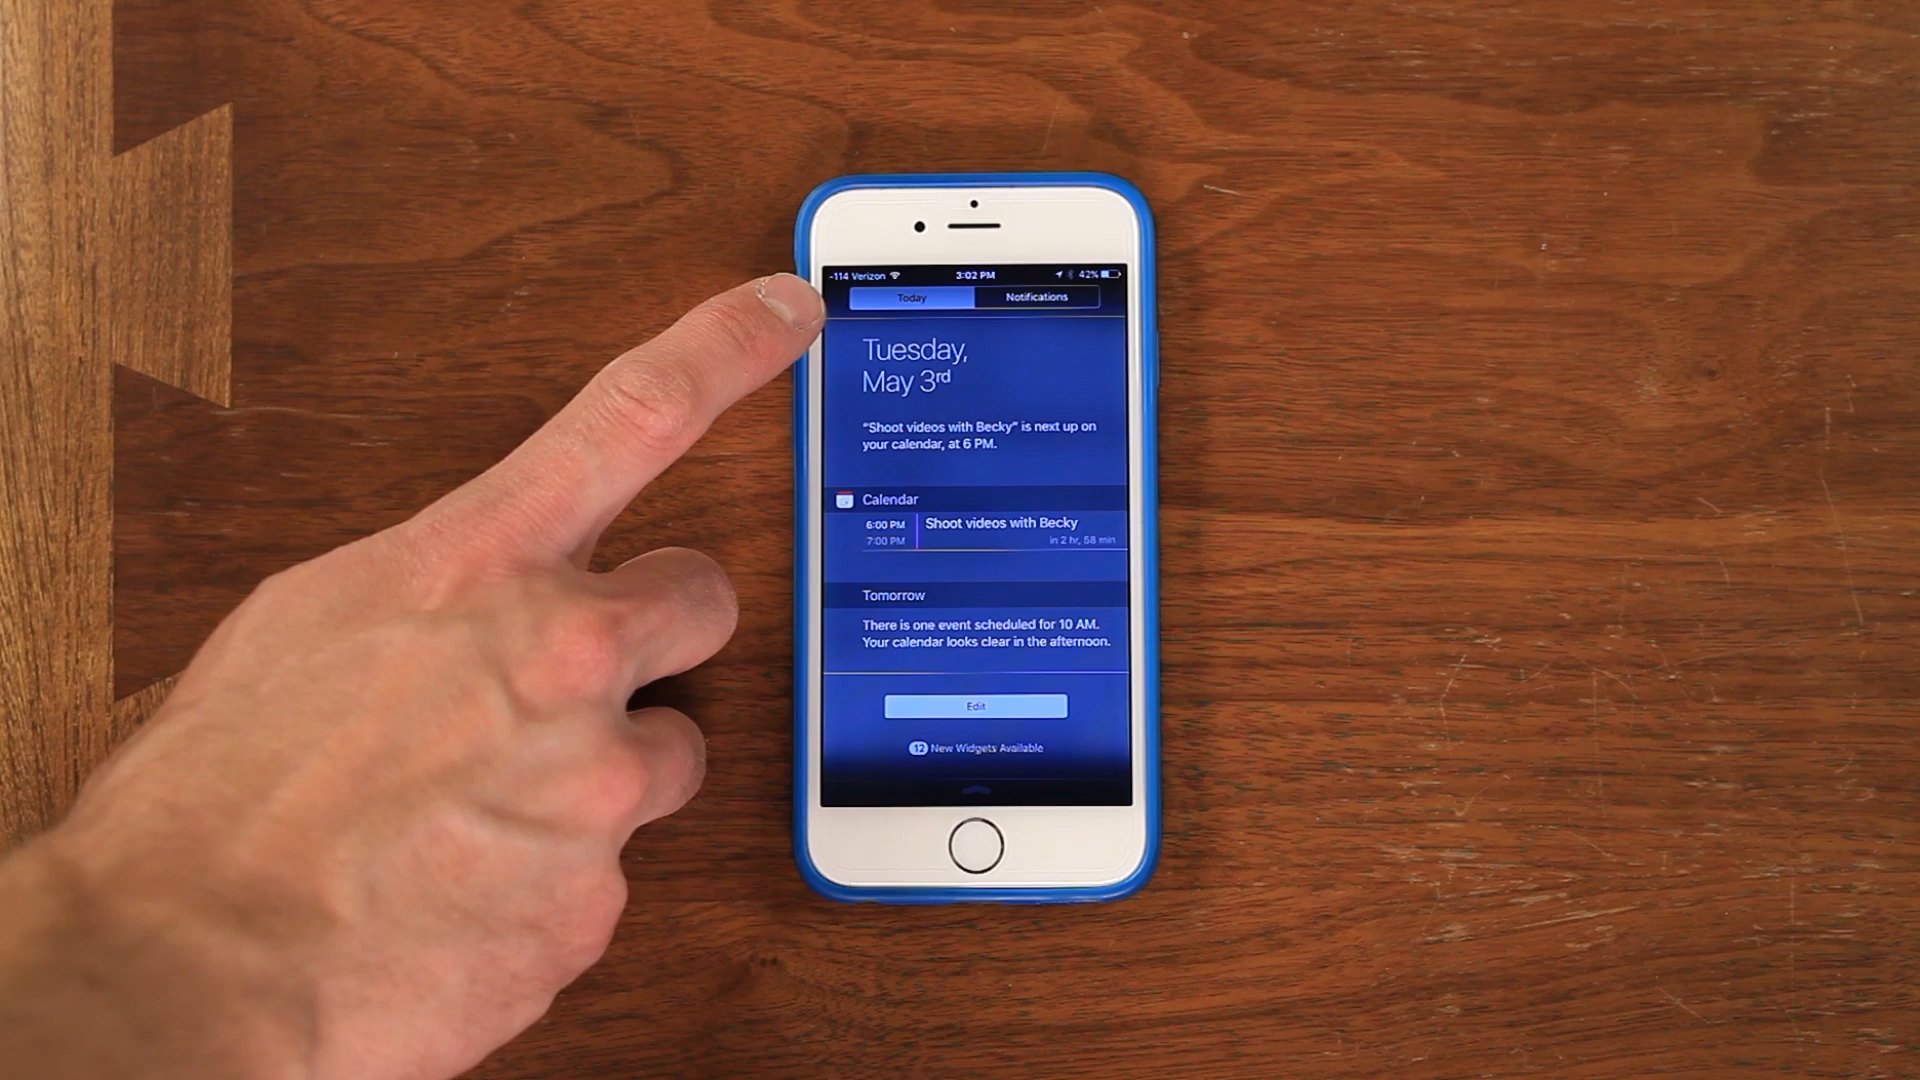 -114 Verizon 3:02 PM 42%
Today Notifications
Tuesday,
May 3rd
"Shoot videos with Becky" is next up on
your calendar, at 6 PM.
Calendar
6:00 PM Shoot videos with Becky
7:00 PM in 2 hr, 58 min
Tomorrow
There is one event scheduled for 10 AM.
Your calendar looks clear in the afternoon.
Edit
12 New Widgets Available